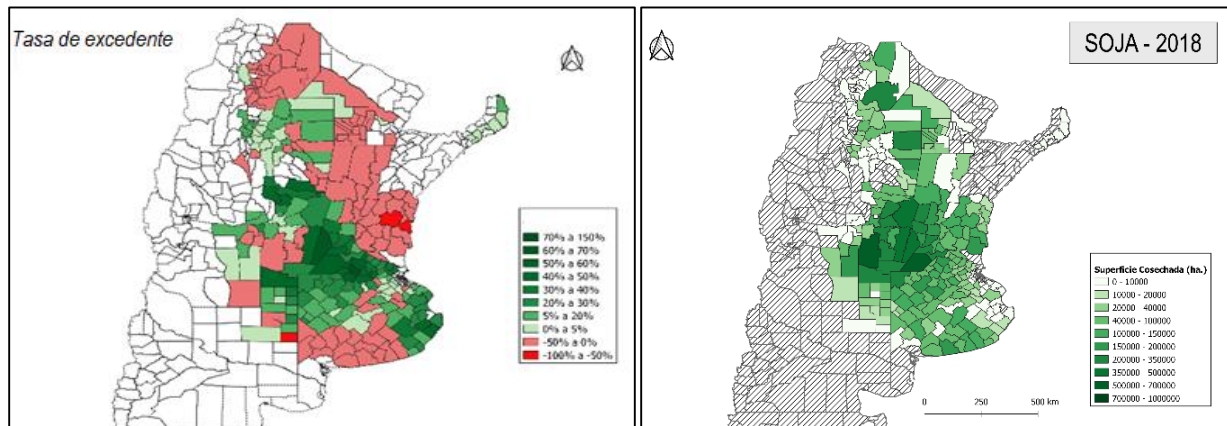 Tasa de excedente
70% a 150%
60% a 70%
50% a 60%
40% a 50%
30% a 40%
20% a 30%
5% a 20%
0% a 5%
-50% a 0%
-100% a -50%
SOJA - 2018
Superficie Cosechada (ha.)
0 - 10000
10000 - 20000
20000 - 40000
40000 - 100000
100000 - 150000
150000 - 200000
200000 - 350000
350000 - 500000
500000 - 700000
700000 - 1000000
0 250 500 km